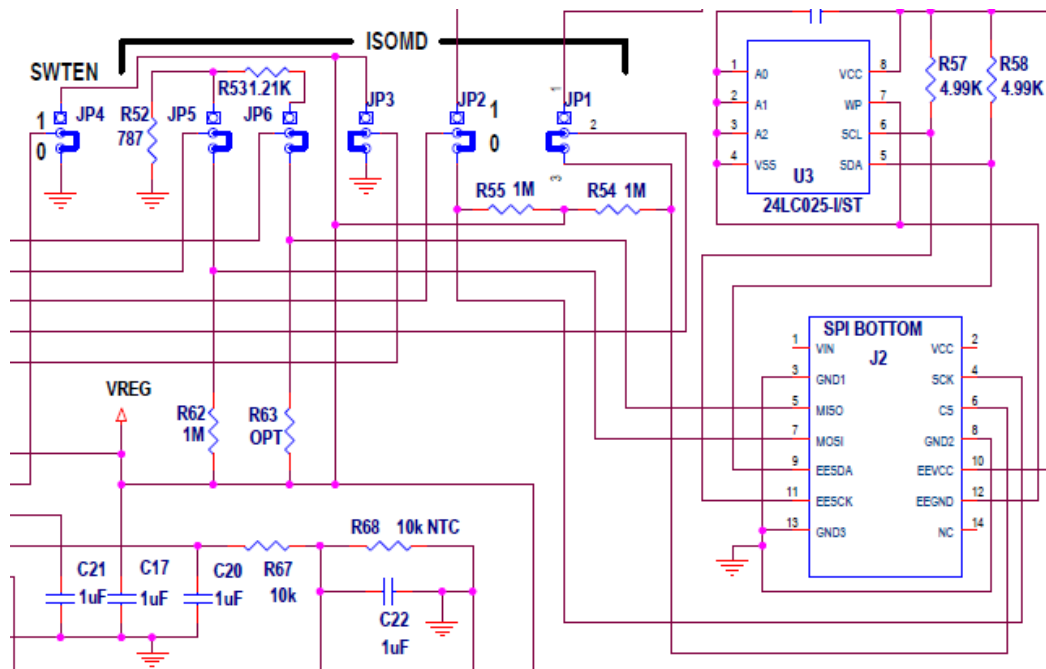 ISOMD
SWTEN
R53 1.21K
R52
787
JP4
JP5
JP6
JP3
JP2
JP1
1
0
1
0
1
2
3
R55 1M
R54 1M
R57
4.99K
R58
4.99K
1 A0 VCC 8
2 A1 WP 7
3 A2 SCL 6
4 VSS SDA 5
U3
24LC025-I/ST
SPI BOTTOM
J2
1 VIN VCC 2
3 GND1 SCK 4
5 MISO CS 6
7 MOSI GND2 8
9 EESDA EEVCC 10
11 EESCK EEGND 12
13 GND3 NC 14
VREG
R62
1M
R63
OPT
R68 10k NTC
C21
1uF
C17
1uF
C20
1uF
R67
10k
C22
1uF